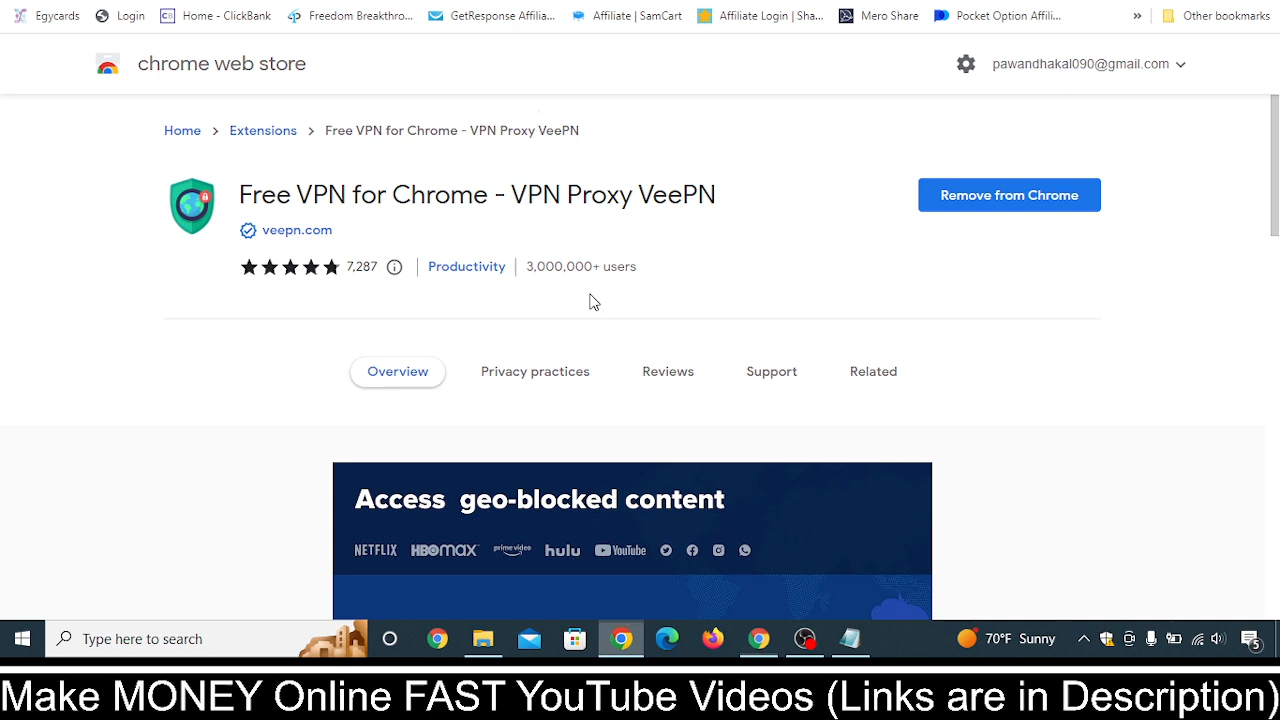 Egycards Login CB Home - ClickBank Freedom Breakthro... GetResponse Affilia... Affiliate | SamCart Affiliate Login | Sha... Mero Share Pocket Option Affili... » Other bookmarks
chrome web store pawandhakal090@gmail.com
Home > Extensions > Free VPN for Chrome - VPN Proxy VeePN
Free VPN for Chrome - VPN Proxy VeePN Remove from Chrome
veepn.com
7,287 Productivity 3,000,000+ users
Overview Privacy practices Reviews Support Related
Access geo-blocked content
NETFLIX HBOMAX prime video hulu YouTube
Type here to search 70°F Sunny 5
Make MONEY Online FAST YouTube Videos (Links are in Description)